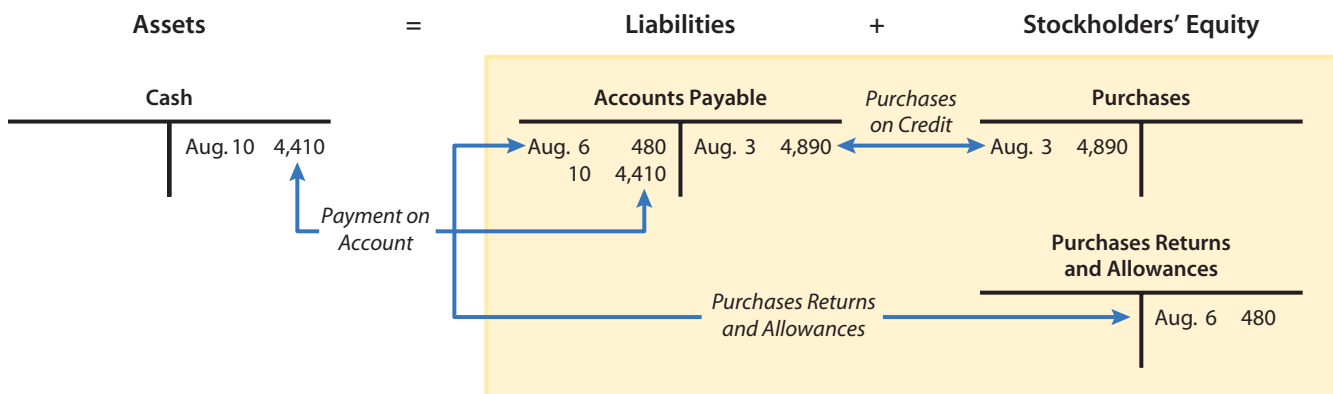 Assets = Liabilities + Stockholders' Equity
Cash
Aug. 10 4,410
Accounts Payable
Aug. 6 480 Aug. 3 4,890
10 4,410
Purchases
on Credit
Purchases
Aug. 3 4,890
Payment on
Account
Purchases Returns
and Allowances
Purchases Returns
and Allowances
Aug. 6 480